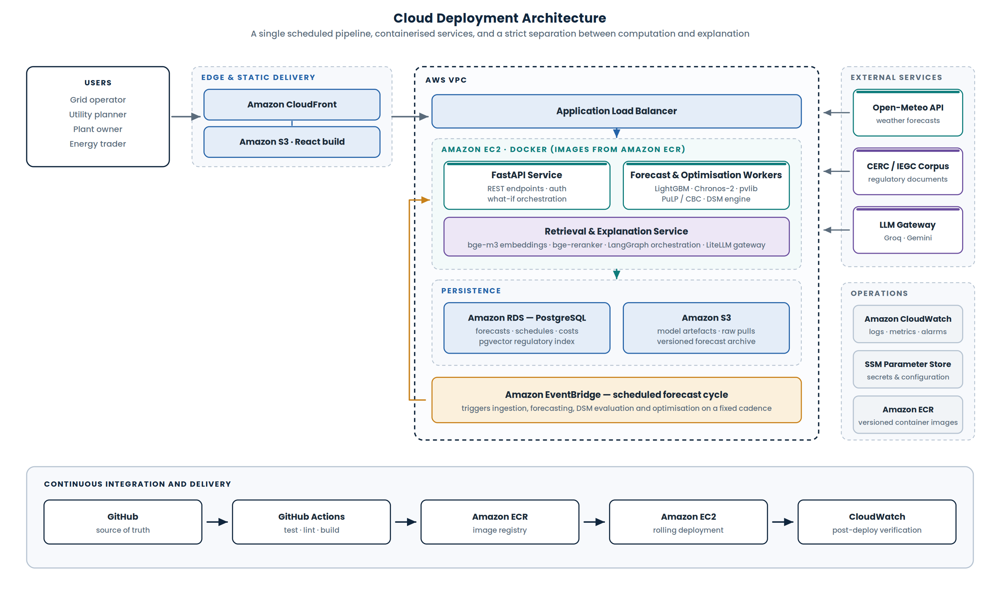 Cloud Deployment Architecture
A single scheduled pipeline, containerised services, and a strict separation between computation and explanation
USERS
Grid operator
Utility planner
Plant owner
Energy trader
EDGE & STATIC DELIVERY
Amazon CloudFront
Amazon S3 · React build
AWS VPC
Application Load Balancer
AMAZON EC2 · DOCKER (IMAGES FROM AMAZON ECR)
FastAPI Service
REST endpoints · auth
what-if orchestration
Forecast & Optimisation Workers
LightGBM · Chronos-2 · pvlib
PuLP / CBC · DSM engine
Retrieval & Explanation Service
bge-m3 embeddings · bge-reranker · LangGraph orchestration · LiteLLM gateway
PERSISTENCE
Amazon RDS — PostgreSQL
forecasts · schedules · costs
pgvector regulatory index
Amazon S3
model artefacts · raw pulls
versioned forecast archive
Amazon EventBridge — scheduled forecast cycle
triggers ingestion, forecasting, DSM evaluation and optimisation on a fixed cadence
EXTERNAL SERVICES
Open-Meteo API
weather forecasts
CERC / IEGC Corpus
regulatory documents
LLM Gateway
Groq · Gemini
OPERATIONS
Amazon CloudWatch
logs · metrics · alarms
SSM Parameter Store
secrets & configuration
Amazon ECR
versioned container images
CONTINUOUS INTEGRATION AND DELIVERY
GitHub
source of truth
GitHub Actions
test · lint · build
Amazon ECR
image registry
Amazon EC2
rolling deployment
CloudWatch
post-deploy verification